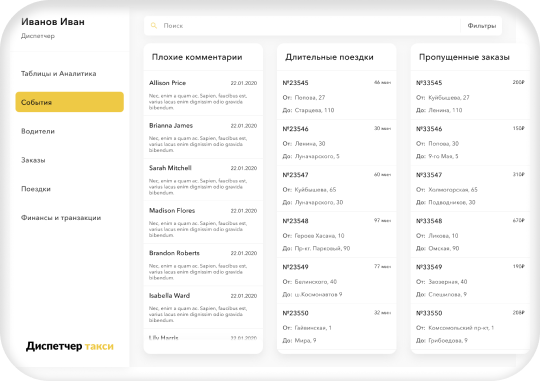 Иванов Иван
Диспетчер
Таблицы и Аналитика
События
Водители
Заказы
Поездки
Финансы и транзакции
Диспетчер такси
Поиск
Фильтры
Плохие комментарии
Allison Price 22.01.2020
Nec, enim a quam ac. Sapien, faucibus est,
varius lacus enim dignissim odio gravida
bibendum
Brianna James 22.01.2020
Nec, enim a quam ac. Sapien, faucibus est,
varius lacus enim dignissim odio gravida
bibendum
Sarah Mitchell 22.01.2020
Nec, enim a quam ac. Sapien, faucibus est,
varius lacus enim dignissim odio gravida
bibendum
Madison Flores 22.01.2020
Nec, enim a quam ac. Sapien, faucibus est,
varius lacus enim dignissim odio gravida
bibendum
Brandon Roberts 22.01.2020
Nec, enim a quam ac. Sapien, faucibus est,
varius lacus enim dignissim odio gravida
bibendum
Isabella Ward 22.01.2020
Nec, enim a quam ac. Sapien, faucibus est,
varius lacus enim dignissim odio gravida
bibendum
22.01.2020
Длительные поездки
№23545 46 мин
От: Попова, 27
До: Старцева, 110
№23546 30 мин
От: Ленина, 30
До: Луначарского, 5
№23547 60 мин
От: Куйбышева, 65
До: Луначарского, 30
№23548 97 мин
От: Героев Хасана, 10
До: Пр-кт. Парковый, 90
№23549 77 мин
От: Белинского, 40
До: ш.Космонавтов 9
№23550 32 мин
От: Гайвинская, 1
До: Мира, 9
Пропущенные заказы
№33545 200₽
От: Куйбышева, 27
До: Ленина, 110
№33546 150₽
От: Попова, 30
До: 9-го Мая, 5
№33547 310₽
От: Холмогорская, 65
До: Подводников, 30
№33548 670₽
От: Ликова, 10
До: Омская, 90
№33549 190₽
От: Заозерная, 40
До: Спешилова, 9
№33550 208₽
От: Комсомольский пр-кт, 1
До: Грибоедова, 9